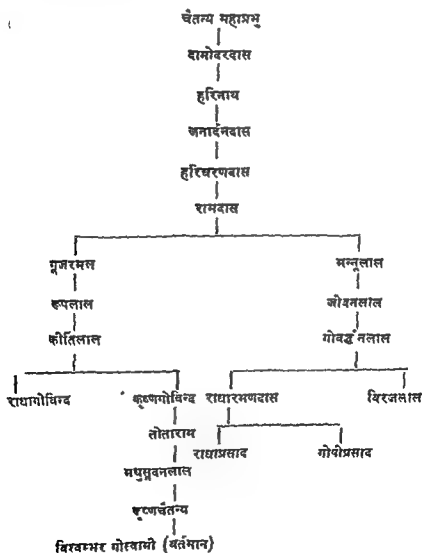 चैतन्य महाप्रभु
दामोदरदास
हरिनाथ
जनार्दनदास
हरिचरणदास
रामदास
गूजरमल मन्नूलाल
रूपलाल जीवनलाल
कीर्तिलाल गोवर्द्धनलाल
राधागोविन्द कृष्णगोविन्द राधारमणदास विरजलाल
तोताराम
राधाप्रसाद गोपीप्रसाद
मधुसूदनलाल
कृष्णचैतन्य
विश्वम्भर गोस्वामी (वर्तमान)